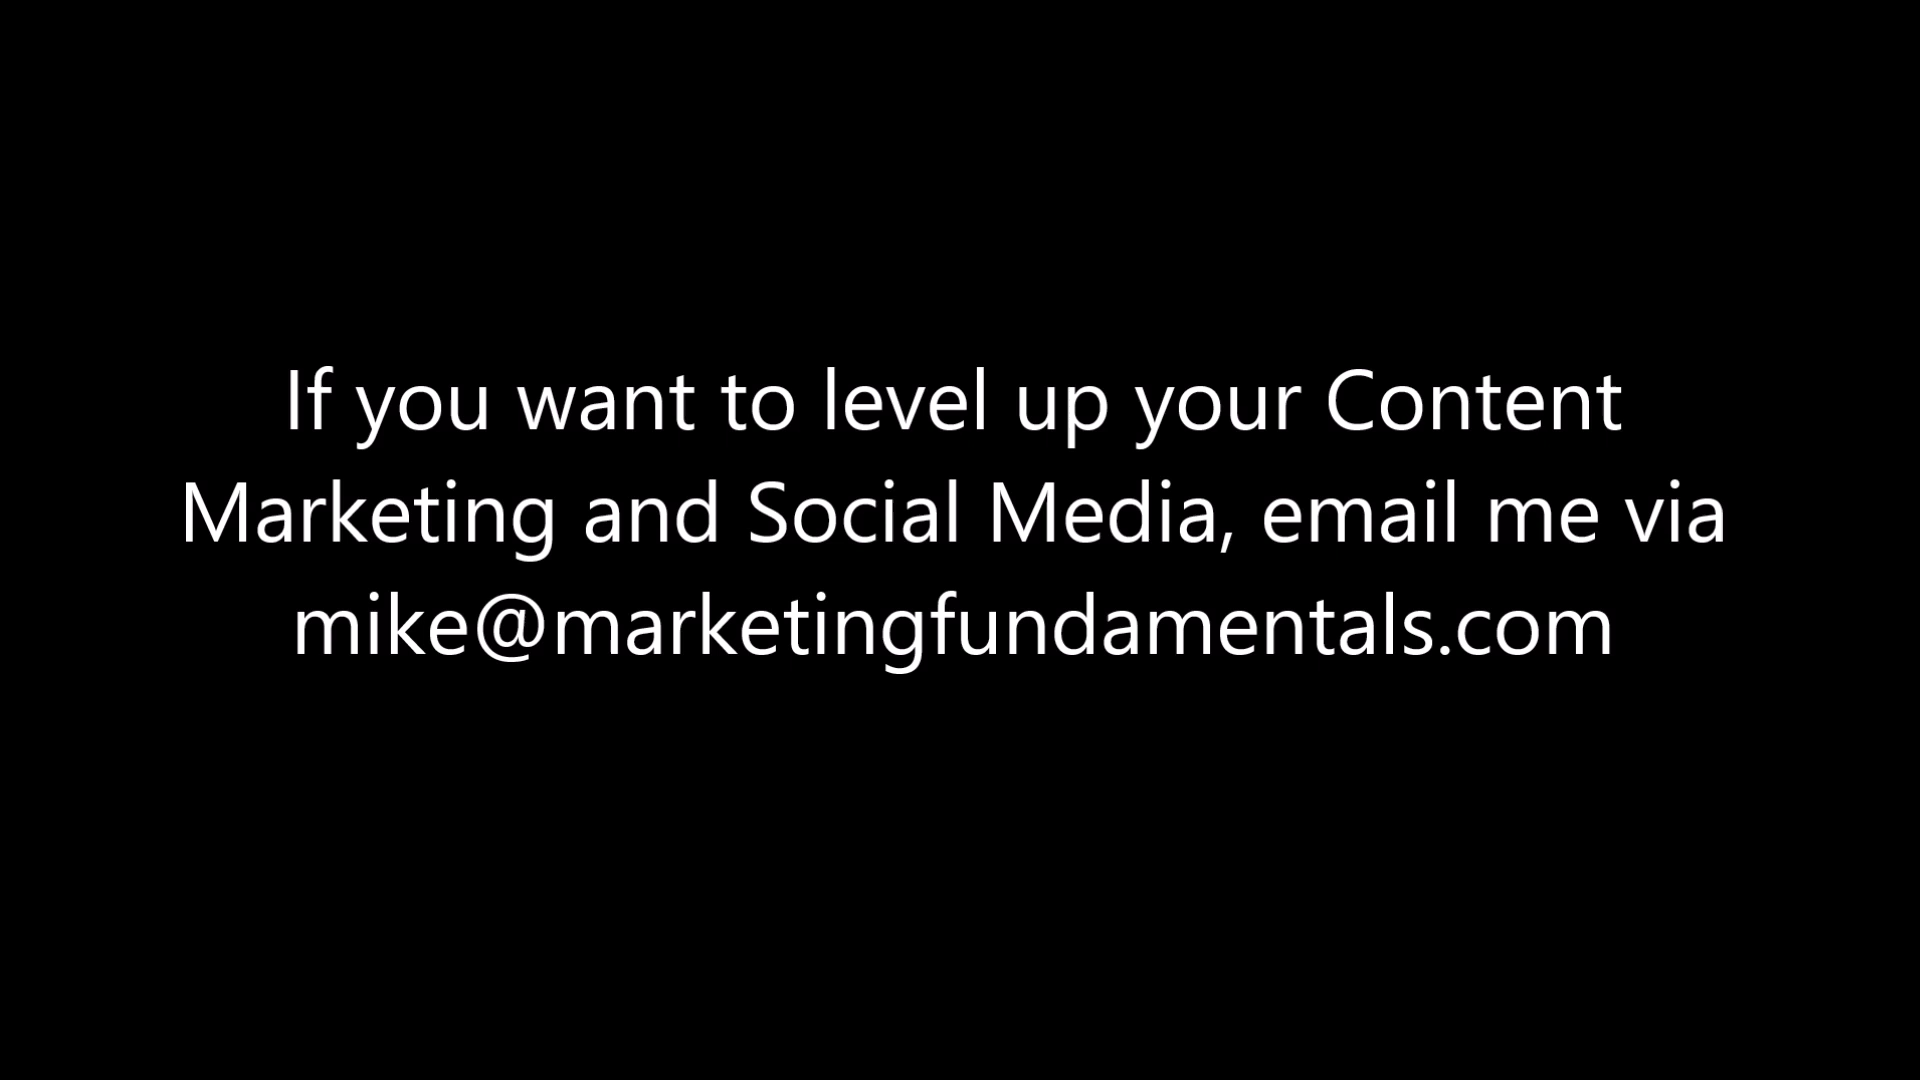 If you want to level up your Content
Marketing and Social Media, email me via
mike@marketingfundamentals.com